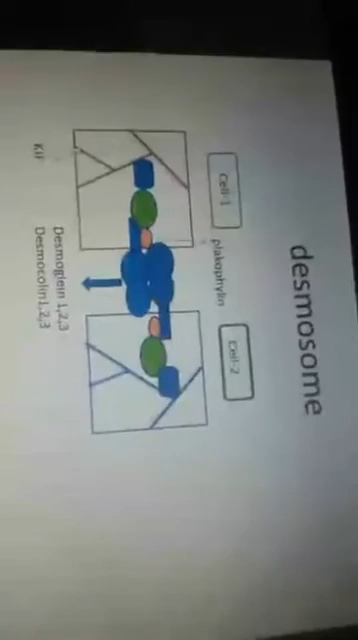 desmosome
Cell-1
plakophylin
Cell-2
KIF
Desmoglein 1,2,3
Desmocolin1,2,3